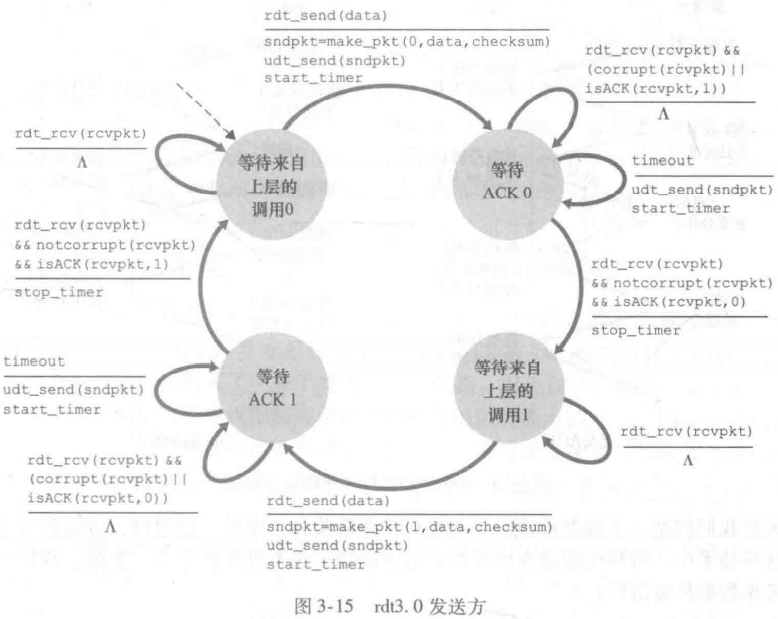 rdt_send(data)
sndpkt=make_pkt(0,data,checksum)
udt_send(sndpkt)
start_timer
rdt_rcv(rcvpkt) &&
(corrupt(rcvpkt)||
isACK(rcvpkt,1))
Λ
rdt_rcv(rcvpkt)
Λ
等待来自
上层的
调用0
等待
ACK 0
timeout
udt_send(sndpkt)
start_timer
rdt_rcv(rcvpkt)
&& notcorrupt(rcvpkt)
&& isACK(rcvpkt,1)
stop_timer
rdt_rcv(rcvpkt)
&& notcorrupt(rcvpkt)
&& isACK(rcvpkt,0)
stop_timer
timeout
udt_send(sndpkt)
start_timer
等待
ACK 1
等待来自
上层的
调用1
rdt_rcv(rcvpkt)
Λ
rdt_rcv(rcvpkt) &&
(corrupt(rcvpkt)||
isACK(rcvpkt,0))
Λ
rdt_send(data)
sndpkt=make_pkt(1,data,checksum)
udt_send(sndpkt)
start_timer
图 3-15 rdt3.0 发送方